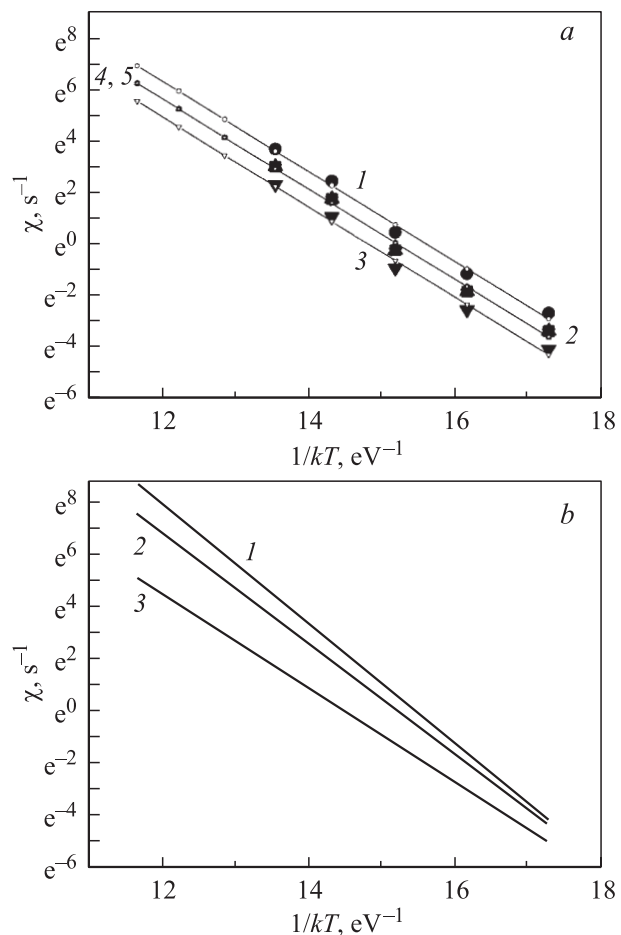 a
e⁸
e⁶
e⁴
e²
e⁰
e⁻²
e⁻⁴
e⁻⁶
χ, s⁻¹
4, 5
1
3
2
12
14
16
18
1/kT, eV⁻¹
b
e⁸
e⁶
e⁴
e²
e⁰
e⁻²
e⁻⁴
e⁻⁶
χ, s⁻¹
1
2
3
12
14
16
18
1/kT, eV⁻¹